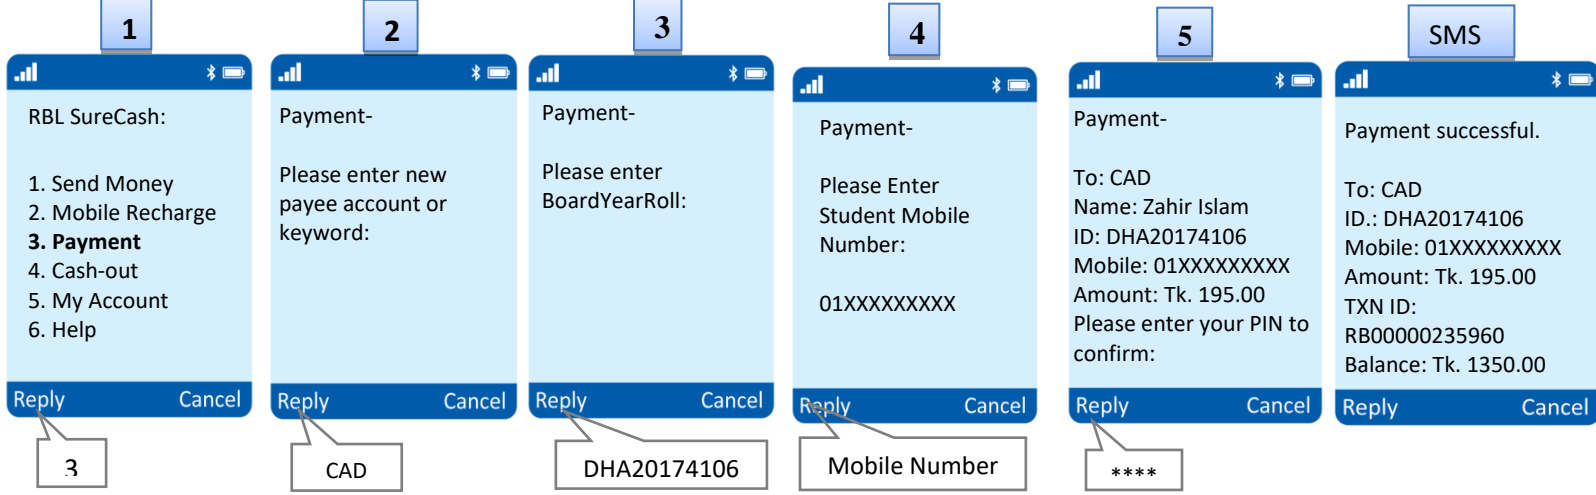 1
RBL SureCash:
1. Send Money
2. Mobile Recharge
3. Payment
4. Cash-out
5. My Account
6. Help
Reply Cancel
3
2
Payment-
Please enter new
payee account or
keyword:
Reply Cancel
CAD
3
Payment-
Please enter
BoardYearRoll:
Reply Cancel
DHA20174106
4
Payment-
Please Enter
Student Mobile
Number:
01XXXXXXXXX
Reply Cancel
Mobile Number
5
Payment-
To: CAD
Name: Zahir Islam
ID: DHA20174106
Mobile: 01XXXXXXXXX
Amount: Tk. 195.00
Please enter your PIN to
confirm:
Reply Cancel
****
SMS
Payment successful.
To: CAD
ID.: DHA20174106
Mobile: 01XXXXXXXXX
Amount: Tk. 195.00
TXN ID:
RB00000235960
Balance: Tk. 1350.00
Reply Cancel